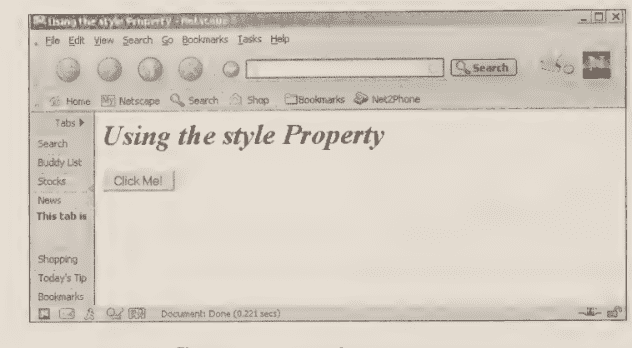 Using the style Property - Netscape
File Edit View Search Go Bookmarks Tasks Help
Search
Home Netscape Search Shop Bookmarks Net2Phone
Tabs
Search
Buddy List
Stocks
News
This tab is
Shopping
Today's Tip
Bookmarks
Using the style Property
Click Me!
Document: Done (0.221 secs)